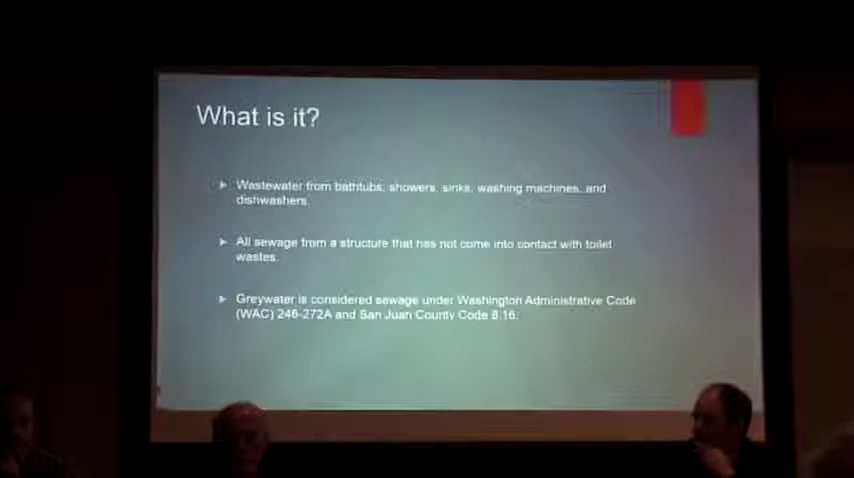 What is it?
Wastewater from bathtubs, showers, sinks, washing machines, and
dishwashers.
All sewage from a structure that has not come into contact with toilet
wastes.
Greywater is considered sewage under Washington Administrative Code
(WAC) 246-272A and San Juan County Code 8.16.